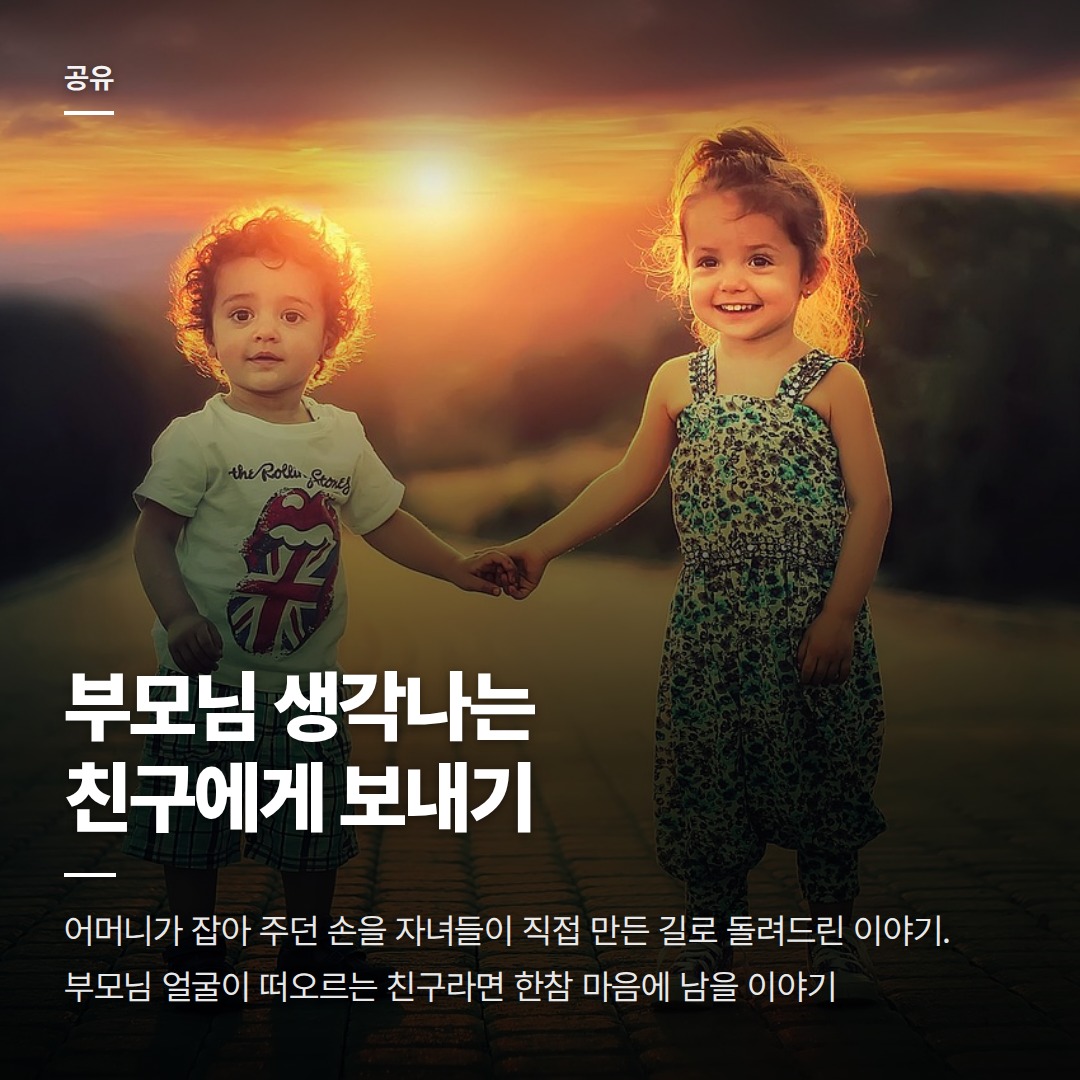 공유
the Rolling Stones
부모님 생각나는
친구에게 보내기
어머니가 잡아 주던 손을 자녀들이 직접 만든 길로 돌려드린 이야기.
부모님 얼굴이 떠오르는 친구라면 한참 마음에 남을 이야기